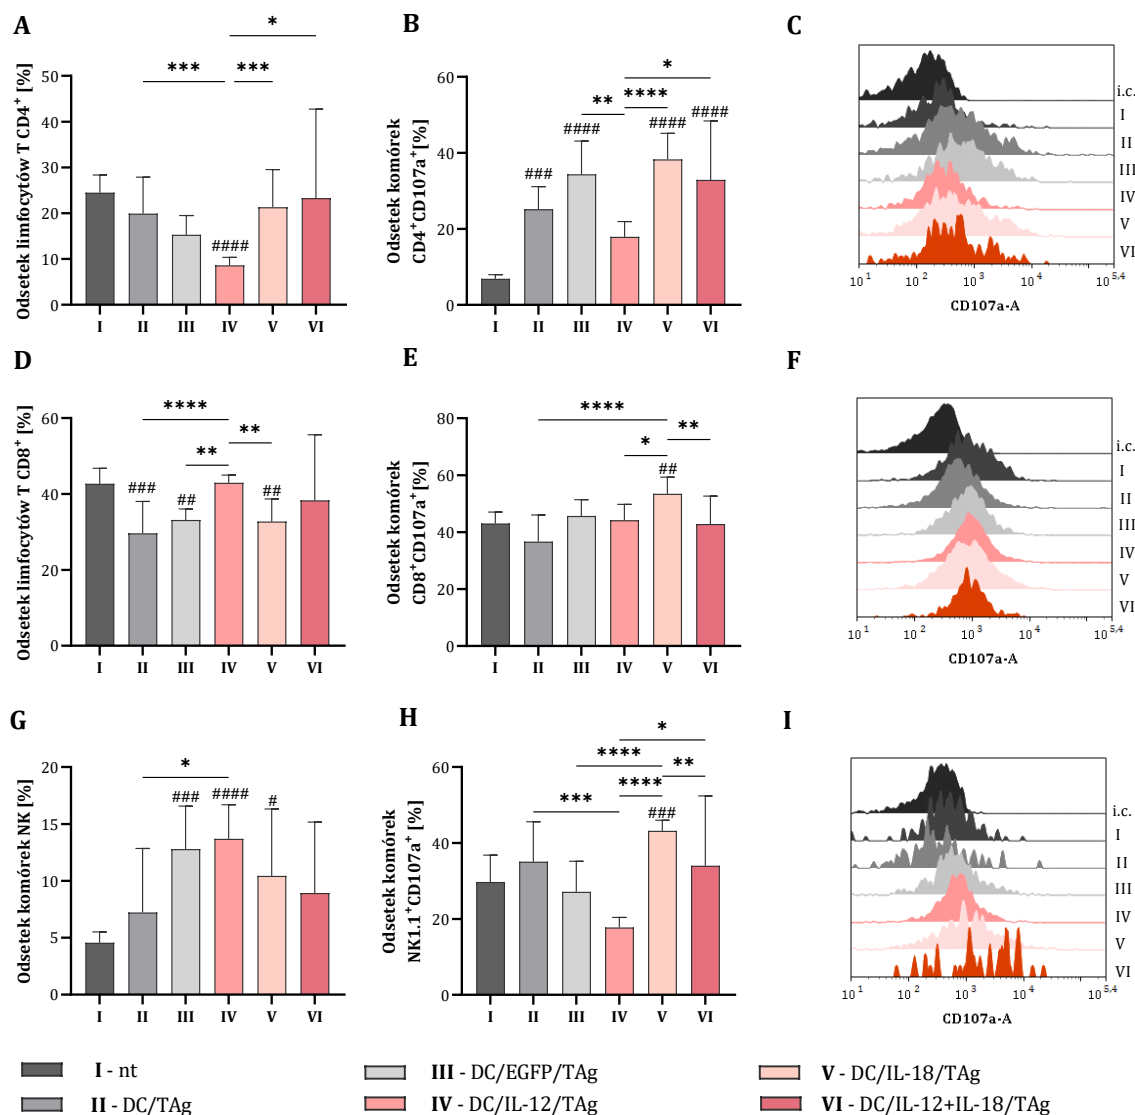 A
B
C
*
***
***
Odsetek limfocytów T CD4⁺ [%]
50
40
30
20
10
0
####
I II III IV V VI
*
** ****
Odsetek komórek
CD4⁺CD107a⁺[%]
60
40
20
0
###
####
####
####
I II III IV V VI
i.c.
I
II
III
IV
V
VI
10¹ 10² 10³ 10⁴ 10⁵,⁴
CD107a-A
D
E
F
****
**
**
Odsetek limfocytów T CD8⁺ [%]
60
40
20
0
###
##
##
I II III IV V VI
****
*
**
Odsetek komórek
CD8⁺CD107a⁺[%]
80
60
40
20
0
##
I II III IV V VI
i.c.
I
II
III
IV
V
VI
10¹ 10² 10³ 10⁴ 10⁵,⁴
CD107a-A
G
H
I
*
Odsetek komórek NK [%]
20
15
10
5
0
###
####
#
I II III IV V VI
*
****
****
**
***
Odsetek komórek
NK1.1⁺CD107a⁺ [%]
60
40
20
0
###
I II III IV V VI
i.c.
I
II
III
IV
V
VI
10¹ 10² 10³ 10⁴ 10⁵,⁴
CD107a-A
I - nt
III - DC/EGFP/TAg
V - DC/IL-18/TAg
II - DC/TAg
IV - DC/IL-12/TAg
VI - DC/IL-12+IL-18/TAg